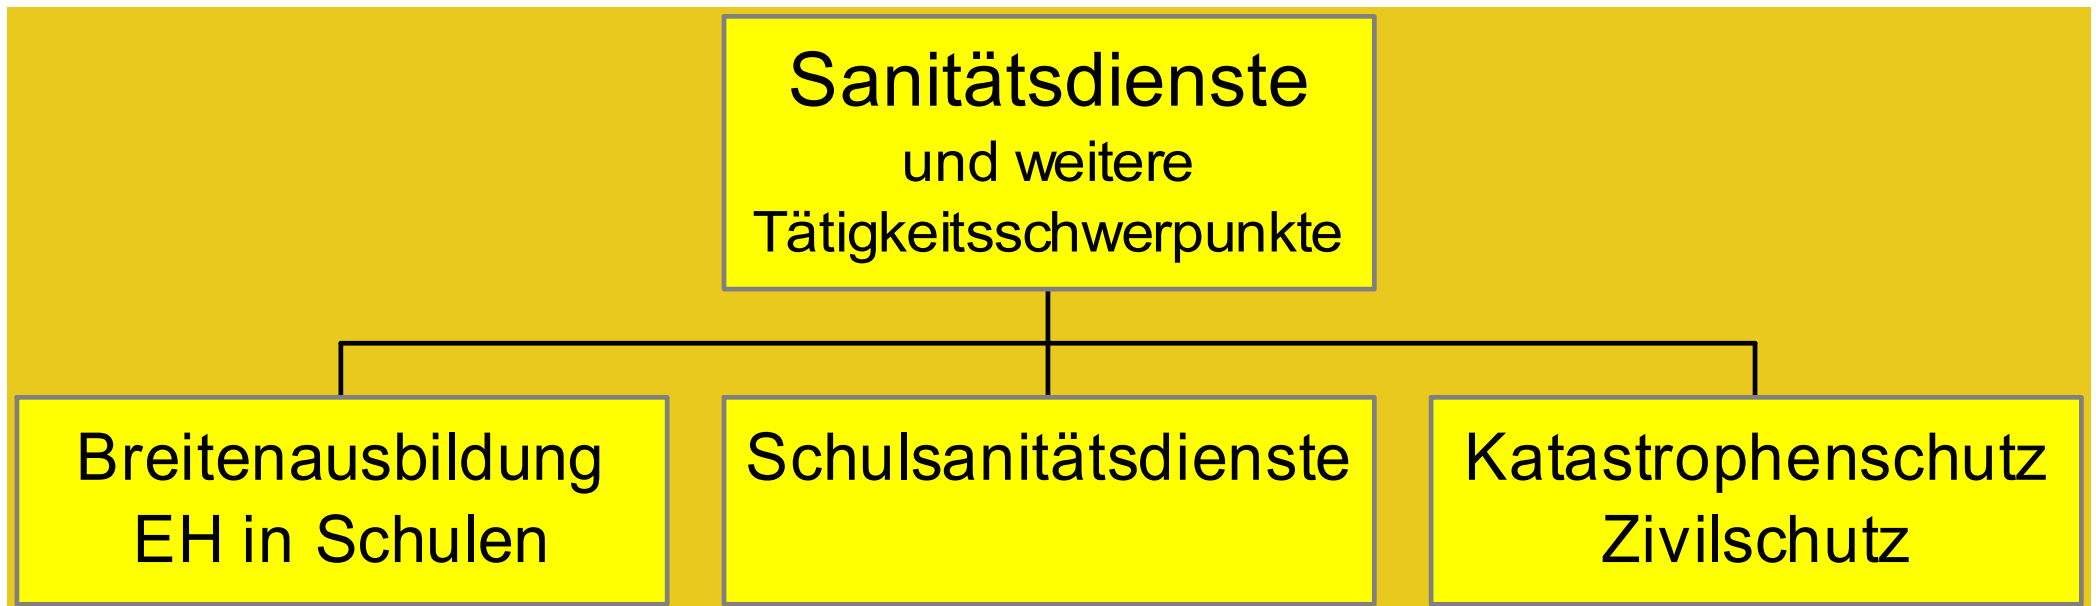 Sanitätsdienste
und weitere
Tätigkeitsschwerpunkte
Breitenausbildung
EH in Schulen
Schulsanitätsdienste
Katastrophenschutz
Zivilschutz